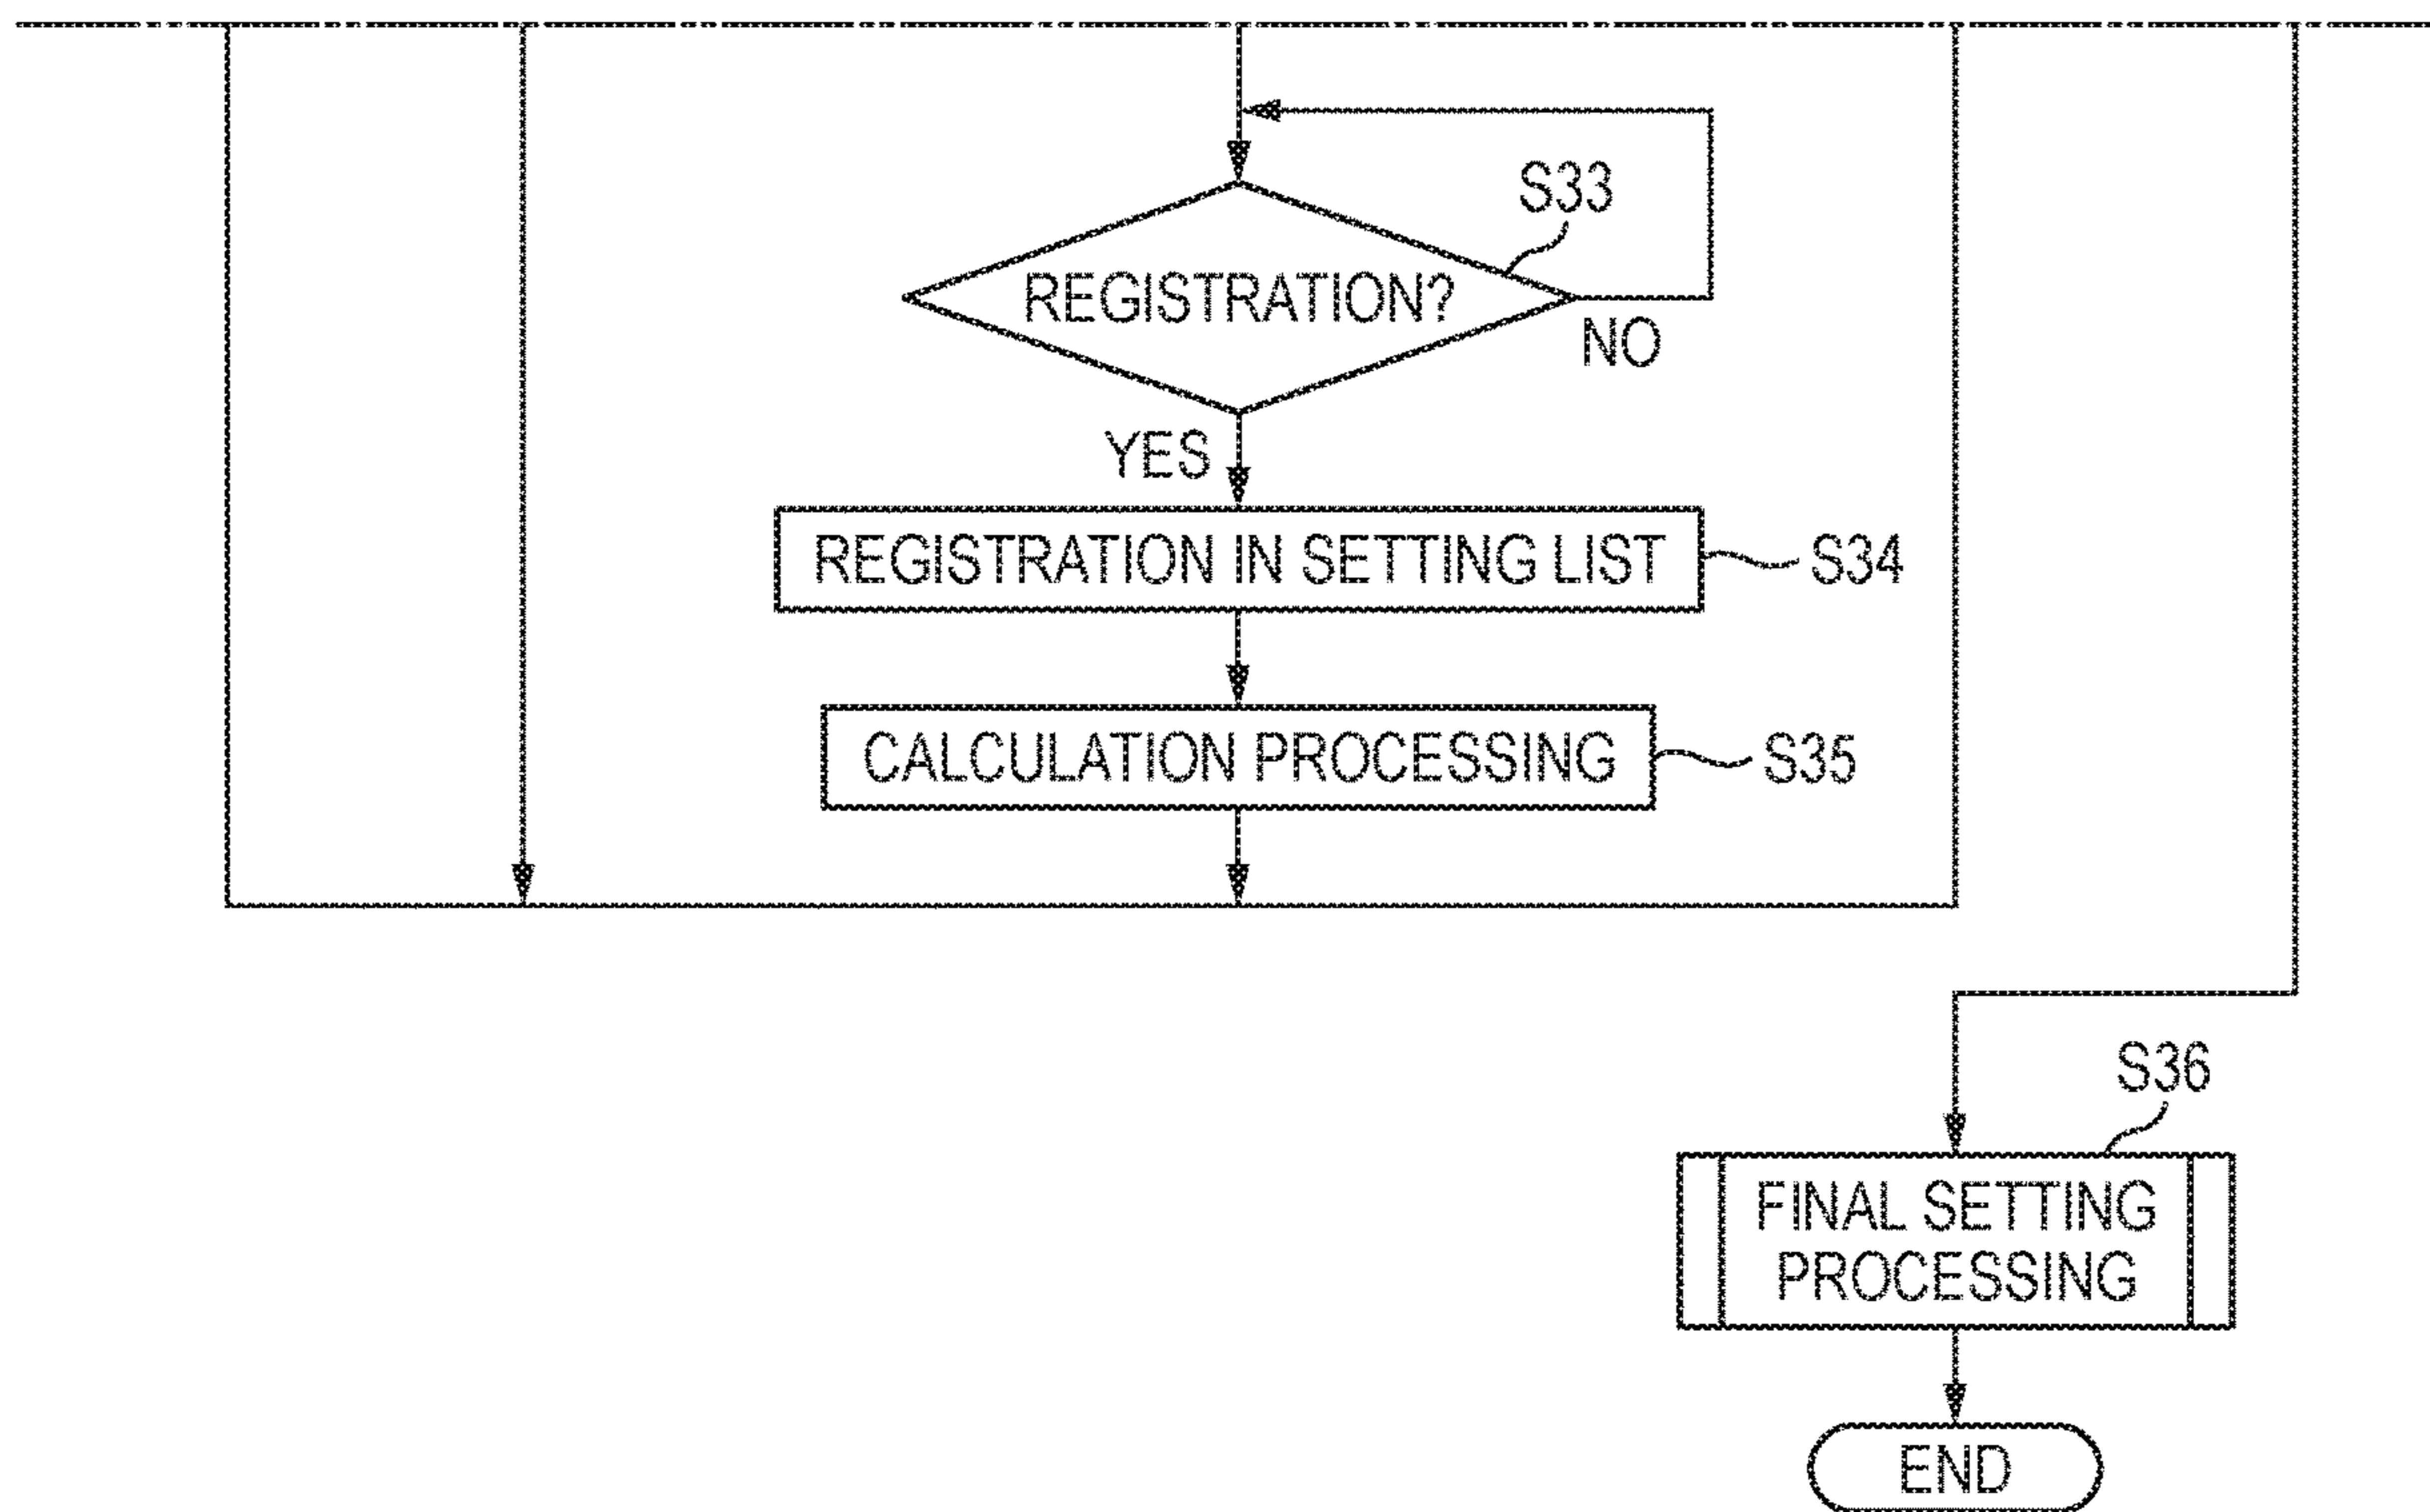 S33
REGISTRATION?
NO
YES
REGISTRATION IN SETTING LIST
S34
CALCULATION PROCESSING
S35
S36
FINAL SETTING
PROCESSING
END